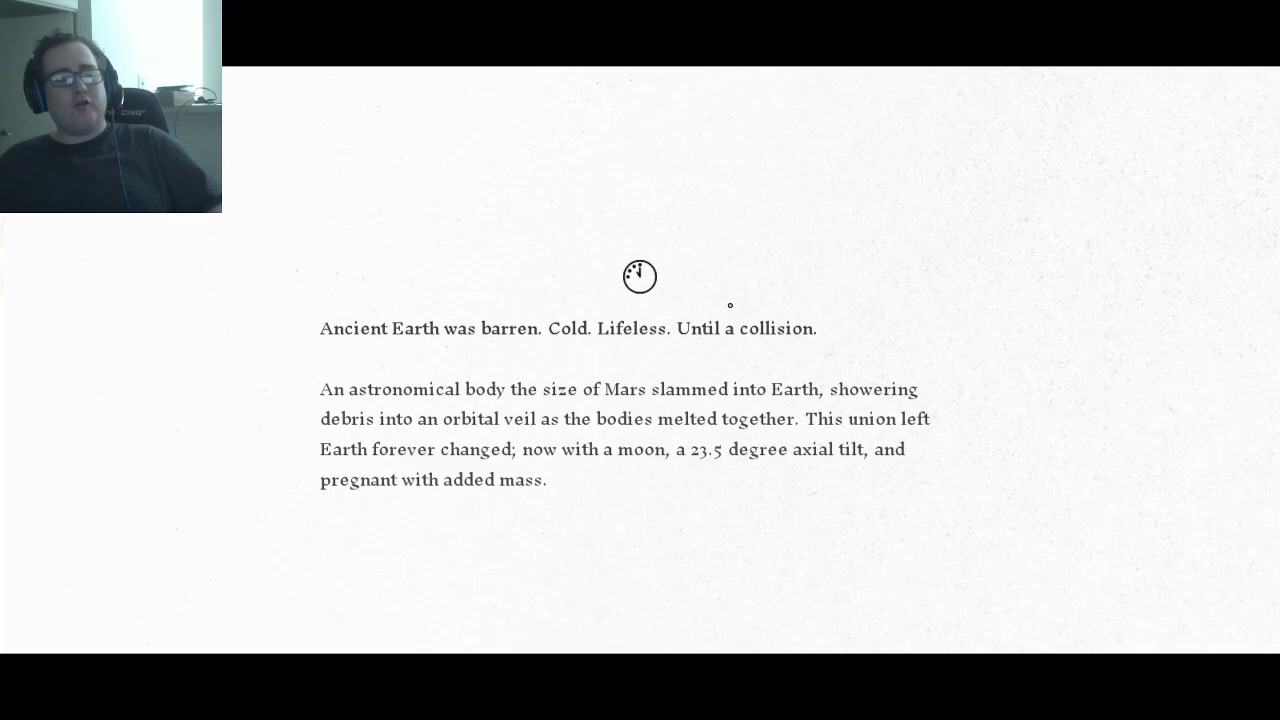 Ancient Earth was barren. Cold. Lifeless. Until a collision.
An astronomical body the size of Mars slammed into Earth, showering
debris into an orbital veil as the bodies melted together. This union left
Earth forever changed; now with a moon, a 23.5 degree axial tilt, and
pregnant with added mass.